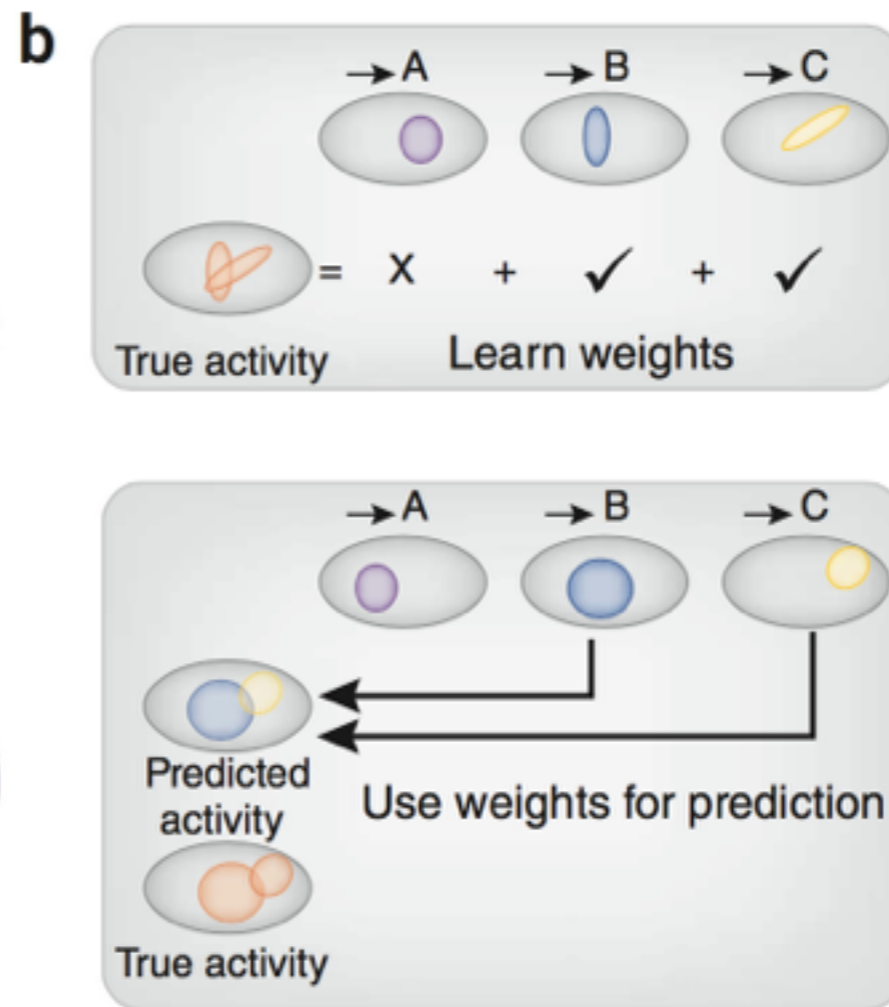 b
→ A → B → C
= X + ✓ + ✓
True activity Learn weights
→ A → B → C
Predicted
activity
Use weights for prediction
True activity